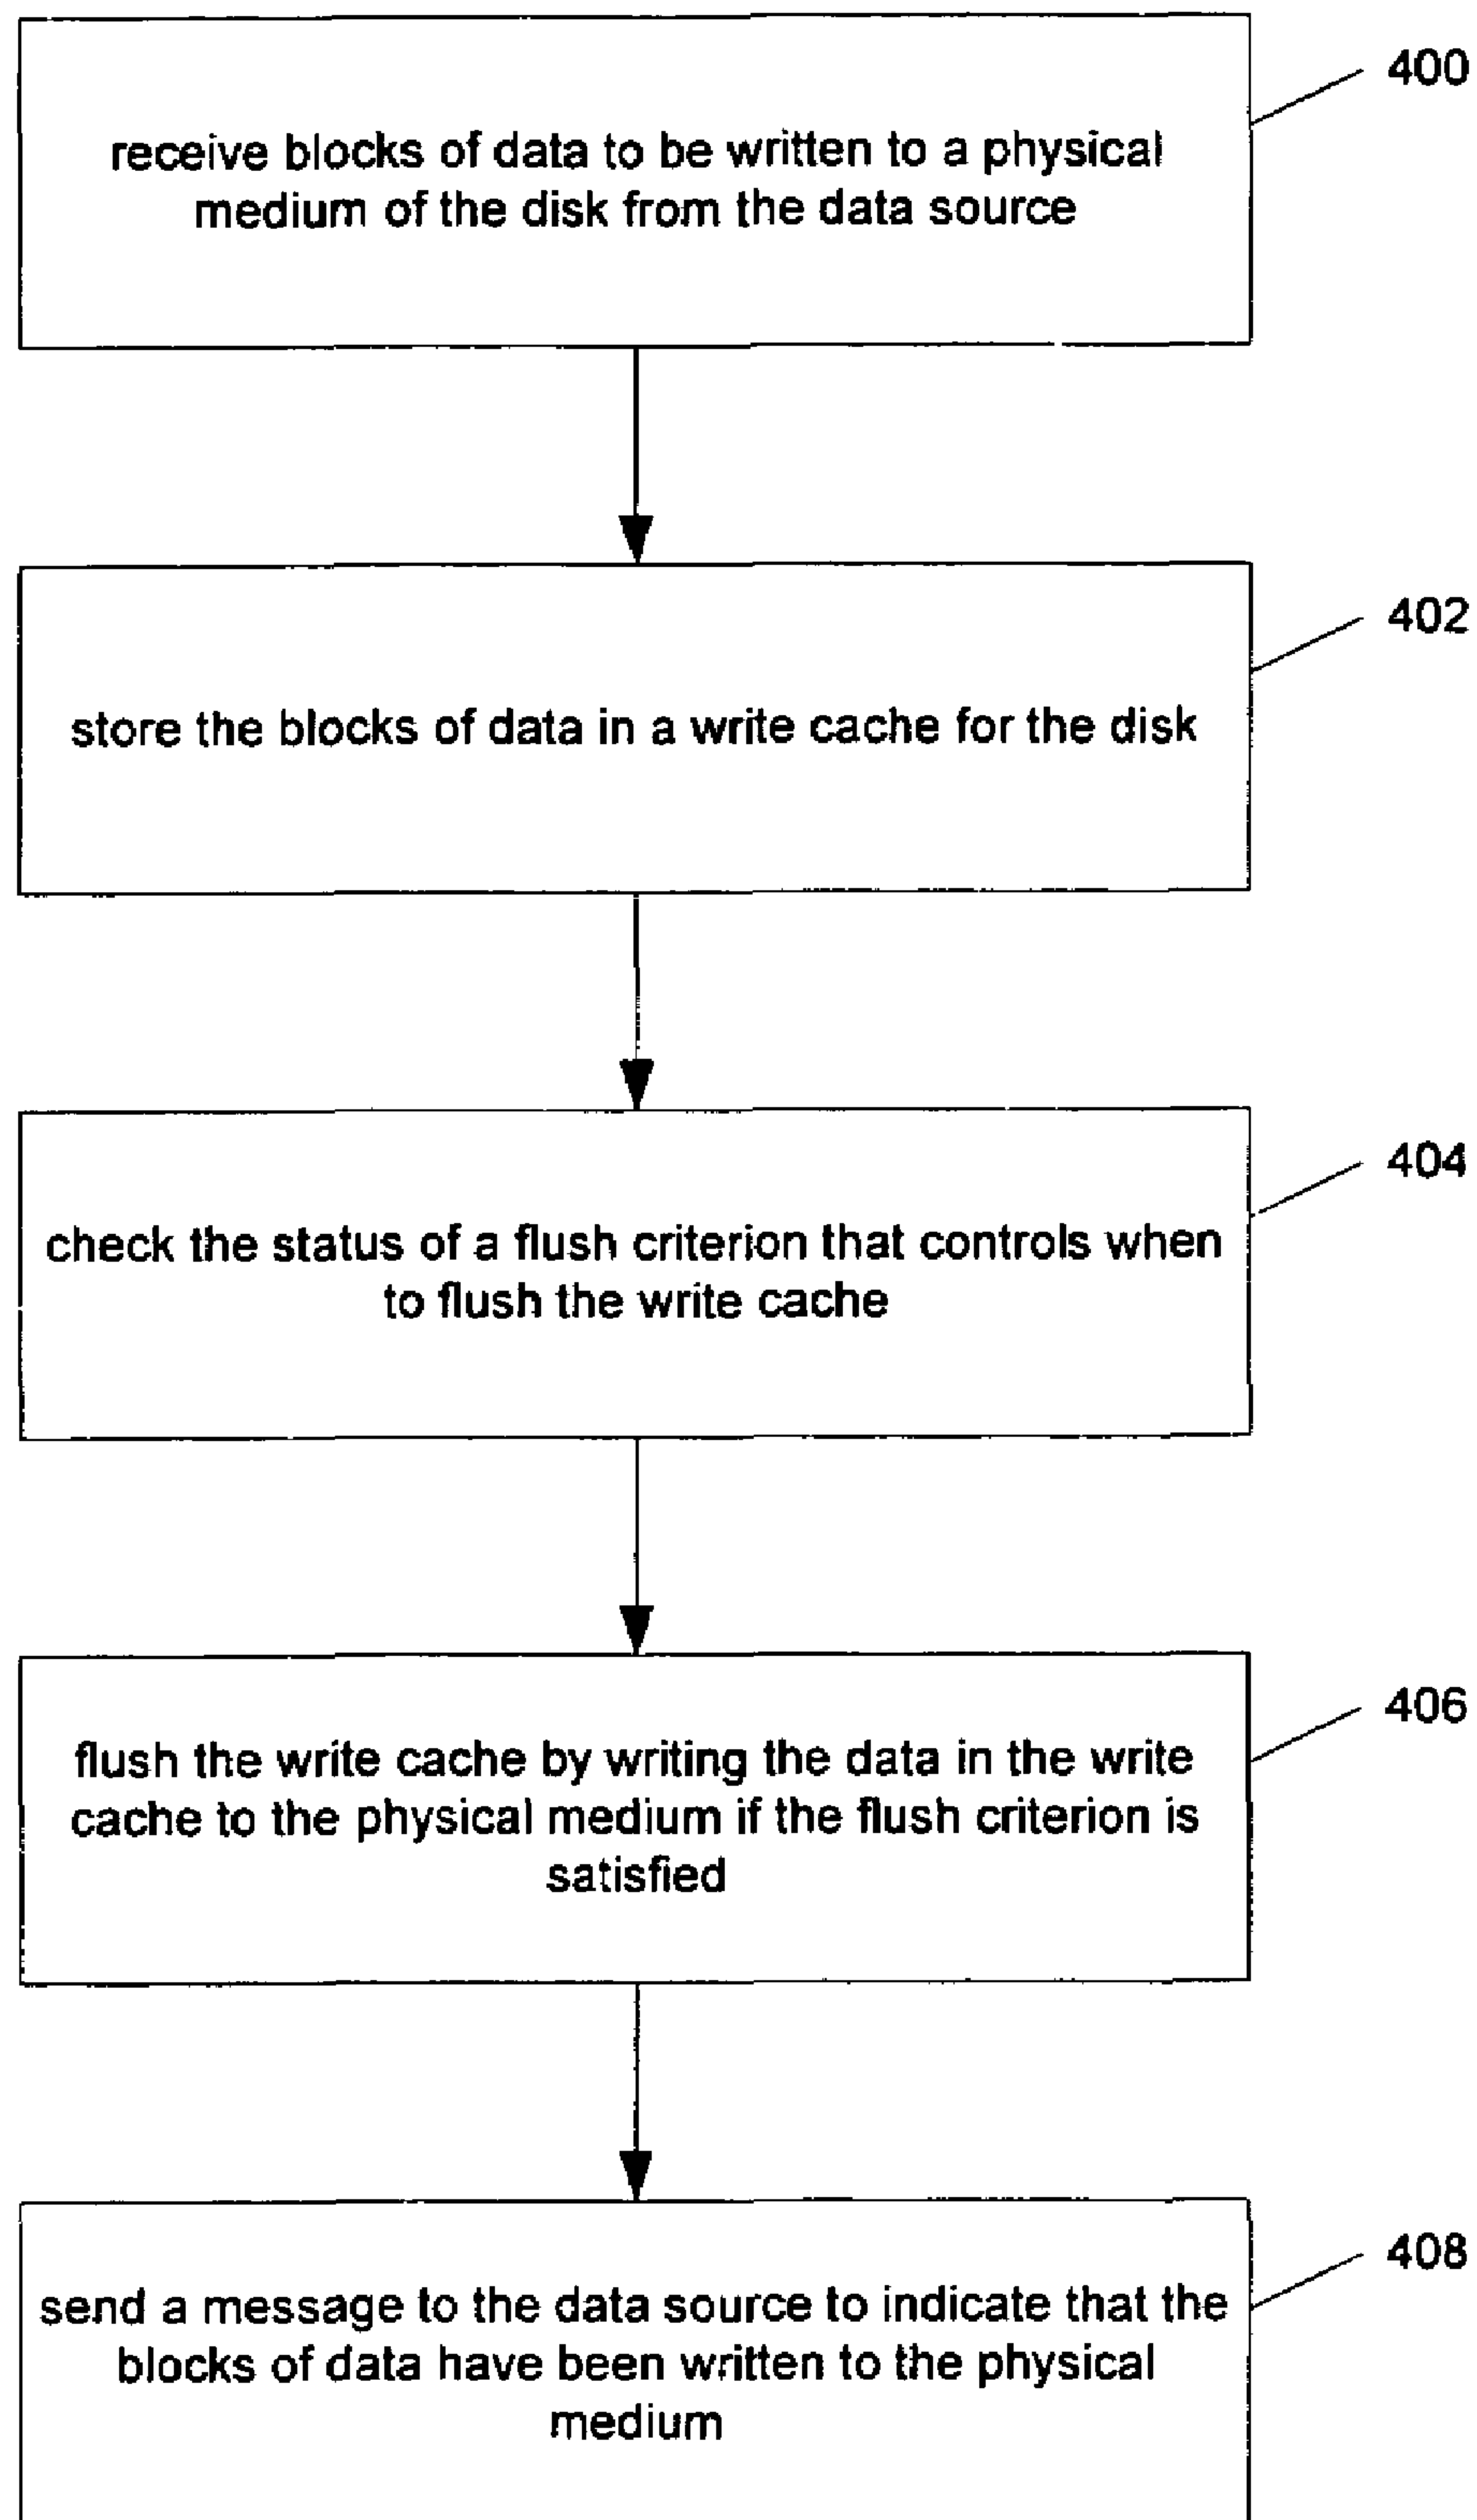 400
receive blocks of data to be written to a physical
medium of the disk from the data source
402
store the blocks of data in a write cache for the disk
404
check the status of a flush criterion that controls when
to flush the write cache
406
flush the write cache by writing the data in the write
cache to the physical medium if the flush criterion is
satisfied
408
send a message to the data source to indicate that the
blocks of data have been written to the physical
medium